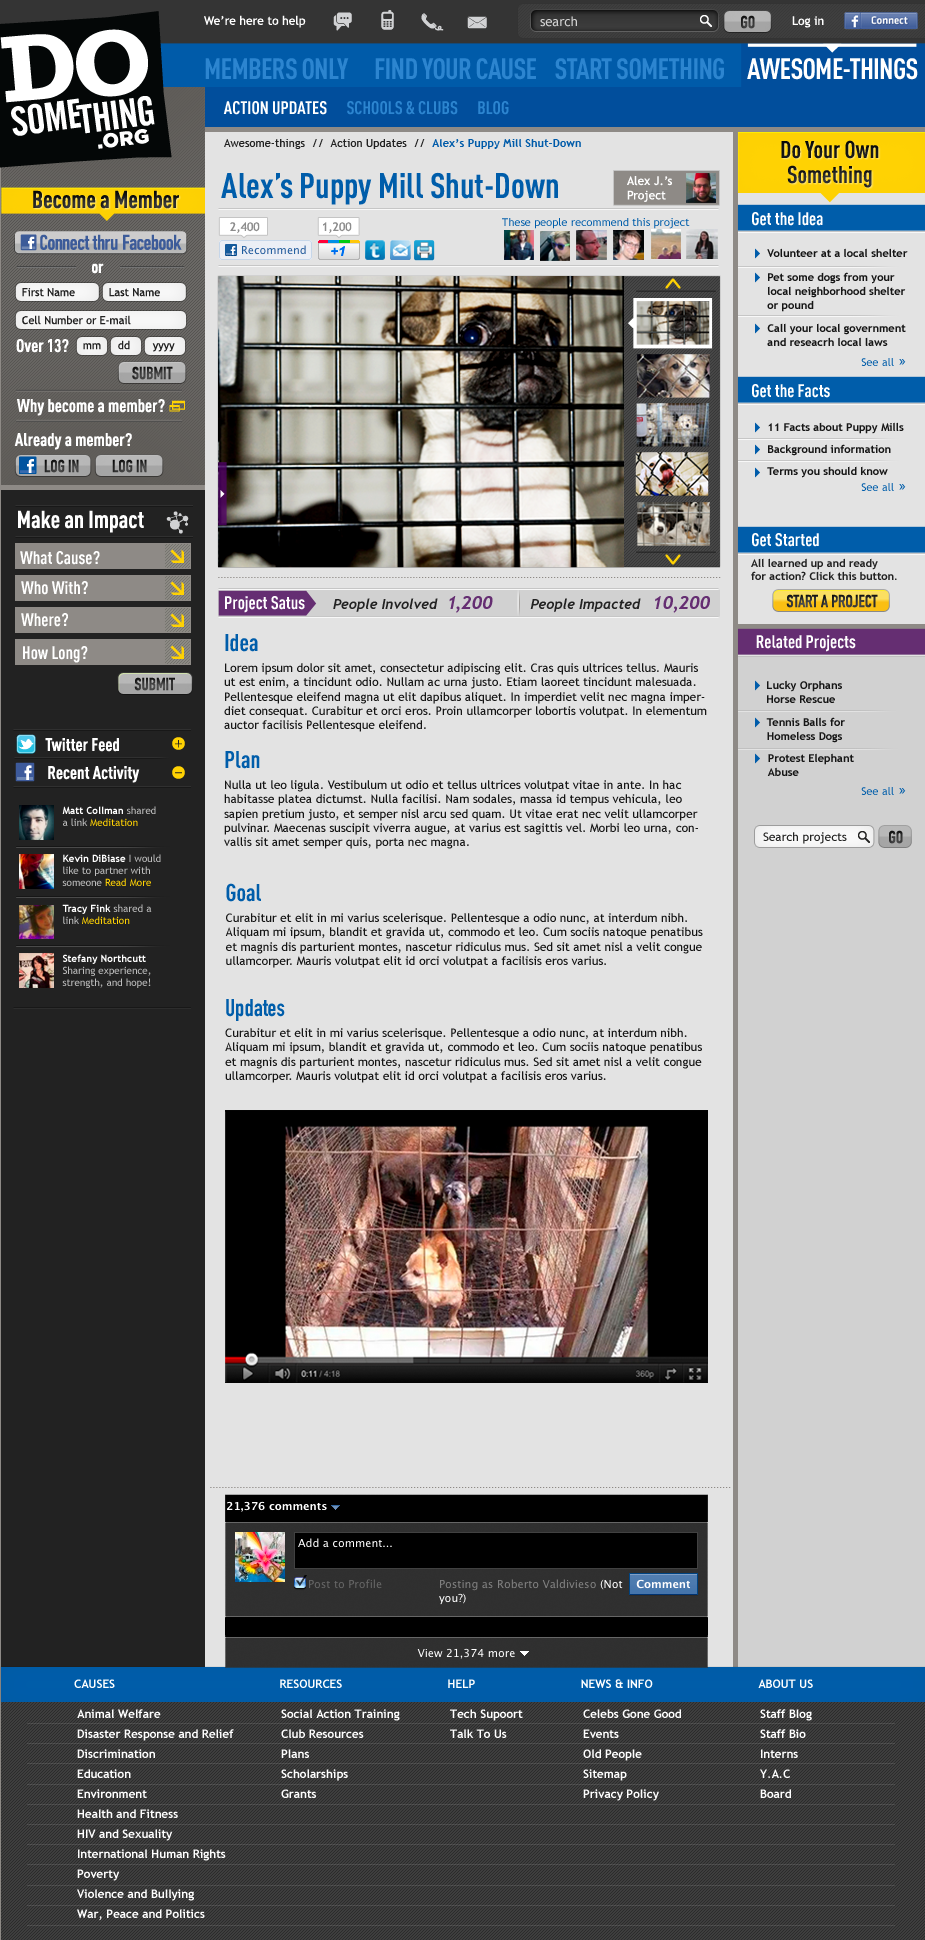 We're here to help
search
GO
Log in
Connect
DO
SOMETHING
.ORG
MEMBERS ONLY
FIND YOUR CAUSE
START SOMETHING
AWESOME-THINGS
ACTION UPDATES
SCHOOLS & CLUBS
BLOG
Become a Member
Connect thru Facebook
or
First Name
Last Name
Cell Number or E-mail
Over 13?
mm
dd
yyyy
SUBMIT
Why become a member?
Already a member?
LOG IN
LOG IN
Make an Impact
What Cause?
Who With?
Where?
How Long?
SUBMIT
Twitter Feed
Recent Activity
Matt Collman shared
a link Meditation
Kevin DiBiase I would
like to partner with
someone Read More
Tracy Fink shared a
link Meditation
Stefany Northcutt
Sharing experience,
strength, and hope!
Awesome-things // Action Updates // Alex's Puppy Mill Shut-Down
Alex's Puppy Mill Shut-Down
Alex J.'s
Project
2,400
1,200
Recommend
+1
These people recommend this project
Project Satus
People Involved 1,200
People Impacted 10,200
Idea
Lorem ipsum dolor sit amet, consectetur adipiscing elit. Cras quis ultrices tellus. Mauris
ut est enim, a tincidunt odio. Nullam ac urna justo. Etiam laoreet tincidunt malesuada.
Pellentesque eleifend magna ut elit dapibus aliquet. In imperdiet velit nec magna imper-
diet consequat. Curabitur et orci eros. Proin ullamcorper lobortis volutpat. In elementum
auctor facilisis Pellentesque eleifend.
Plan
Nulla ut leo ligula. Vestibulum ut odio et tellus ultrices volutpat vitae in ante. In hac
habitasse platea dictumst. Nulla facilisi. Nam sodales, massa id tempus vehicula, leo
sapien pretium justo, et semper nisl arcu sed quam. Ut vitae erat nec velit ullamcorper
pulvinar. Maecenas suscipit viverra augue, at varius est sagittis vel. Morbi leo urna, con-
vallis sit amet semper quis, porta nec magna.
Goal
Curabitur et elit in mi varius scelerisque. Pellentesque a odio nunc, at interdum nibh.
Aliquam mi ipsum, blandit et gravida ut, commodo et leo. Cum sociis natoque penatibus
et magnis dis parturient montes, nascetur ridiculus mus. Sed sit amet nisl a velit congue
ullamcorper. Mauris volutpat elit id orci volutpat a facilisis eros varius.
Updates
Curabitur et elit in mi varius scelerisque. Pellentesque a odio nunc, at interdum nibh.
Aliquam mi ipsum, blandit et gravida ut, commodo et leo. Cum sociis natoque penatibus
et magnis dis parturient montes, nascetur ridiculus mus. Sed sit amet nisl a velit congue
ullamcorper. Mauris volutpat elit id orci volutpat a facilisis eros varius.
0:11 / 4:18
360p
21,376 comments
Add a comment...
Post to Profile
Posting as Roberto Valdivieso (Not
you?)
Comment
View 21,374 more
Do Your Own
Something
Get the Idea
Volunteer at a local shelter
Pet some dogs from your
local neighborhood shelter
or pound
Call your local government
and reseacrh local laws
See all »
Get the Facts
11 Facts about Puppy Mills
Background information
Terms you should know
See all »
Get Started
All learned up and ready
for action? Click this button.
START A PROJECT
Related Projects
Lucky Orphans
Horse Rescue
Tennis Balls for
Homeless Dogs
Protest Elephant
Abuse
See all »
Search projects
GO
CAUSES
Animal Welfare
Disaster Response and Relief
Discrimination
Education
Environment
Health and Fitness
HIV and Sexuality
International Human Rights
Poverty
Violence and Bullying
War, Peace and Politics
RESOURCES
Social Action Training
Club Resources
Plans
Scholarships
Grants
HELP
Tech Supoort
Talk To Us
NEWS & INFO
Celebs Gone Good
Events
Old People
Sitemap
Privacy Policy
ABOUT US
Staff Blog
Staff Bio
Interns
Y.A.C
Board